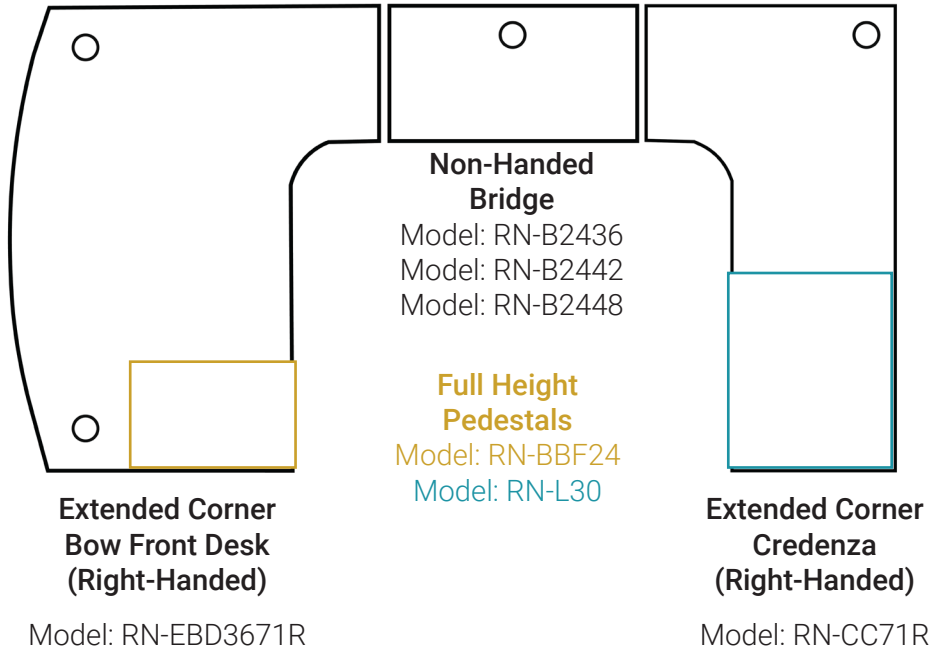 Non-Handed
Bridge
Model: RN-B2436
Model: RN-B2442
Model: RN-B2448
Full Height
Pedestals
Model: RN-BBF24
Model: RN-L30
Extended Corner
Bow Front Desk
(Right-Handed)
Model: RN-EBD3671R
Extended Corner
Credenza
(Right-Handed)
Model: RN-CC71R